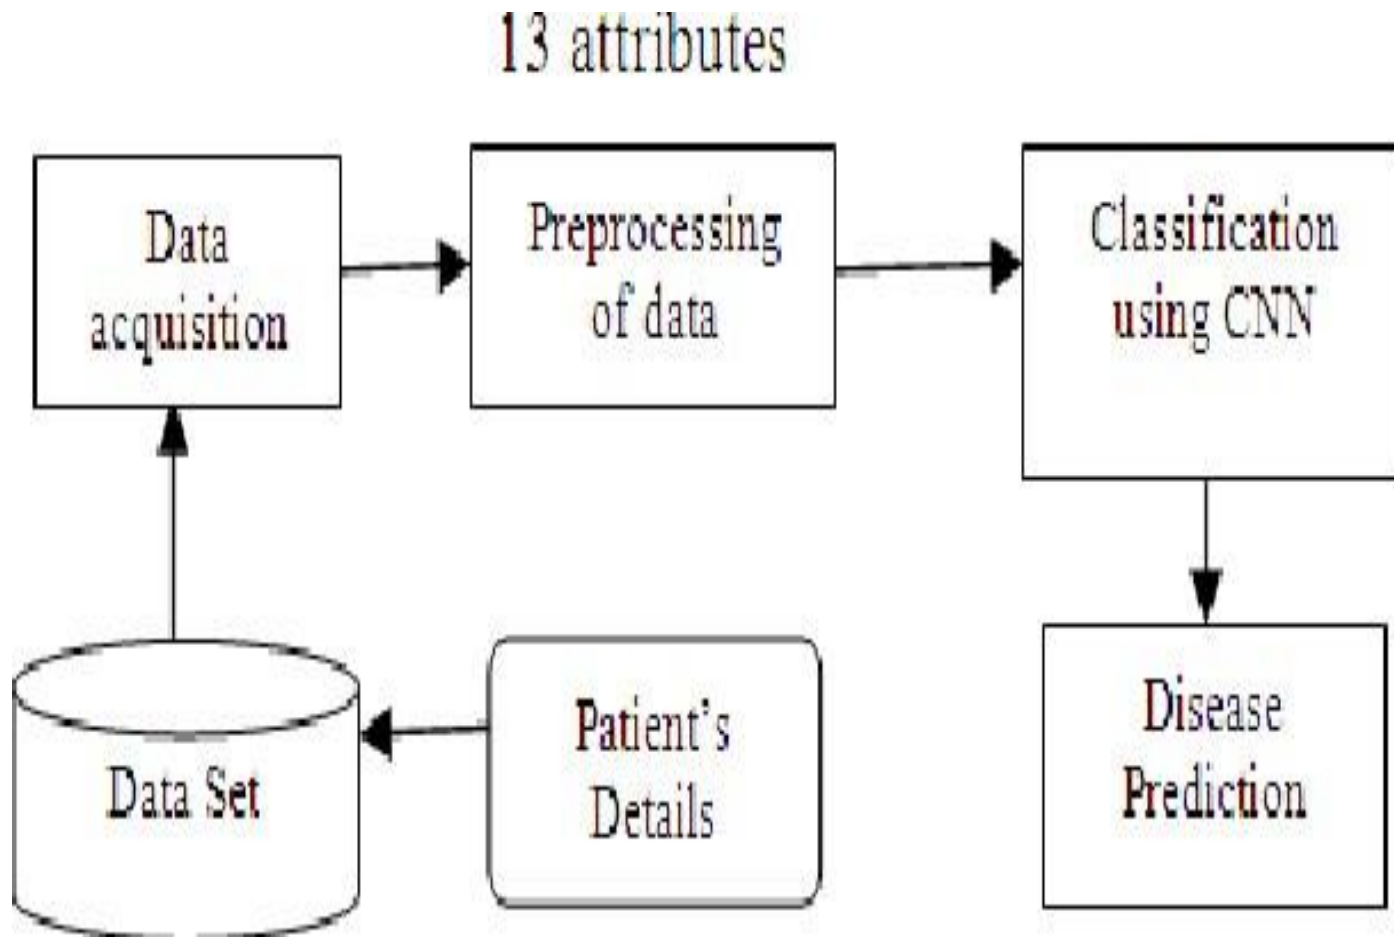 13 attributes
Data
acquisition
Preprocessing
of data
Classification
using CNN
Data Set
Patient's
Details
Disease
Prediction